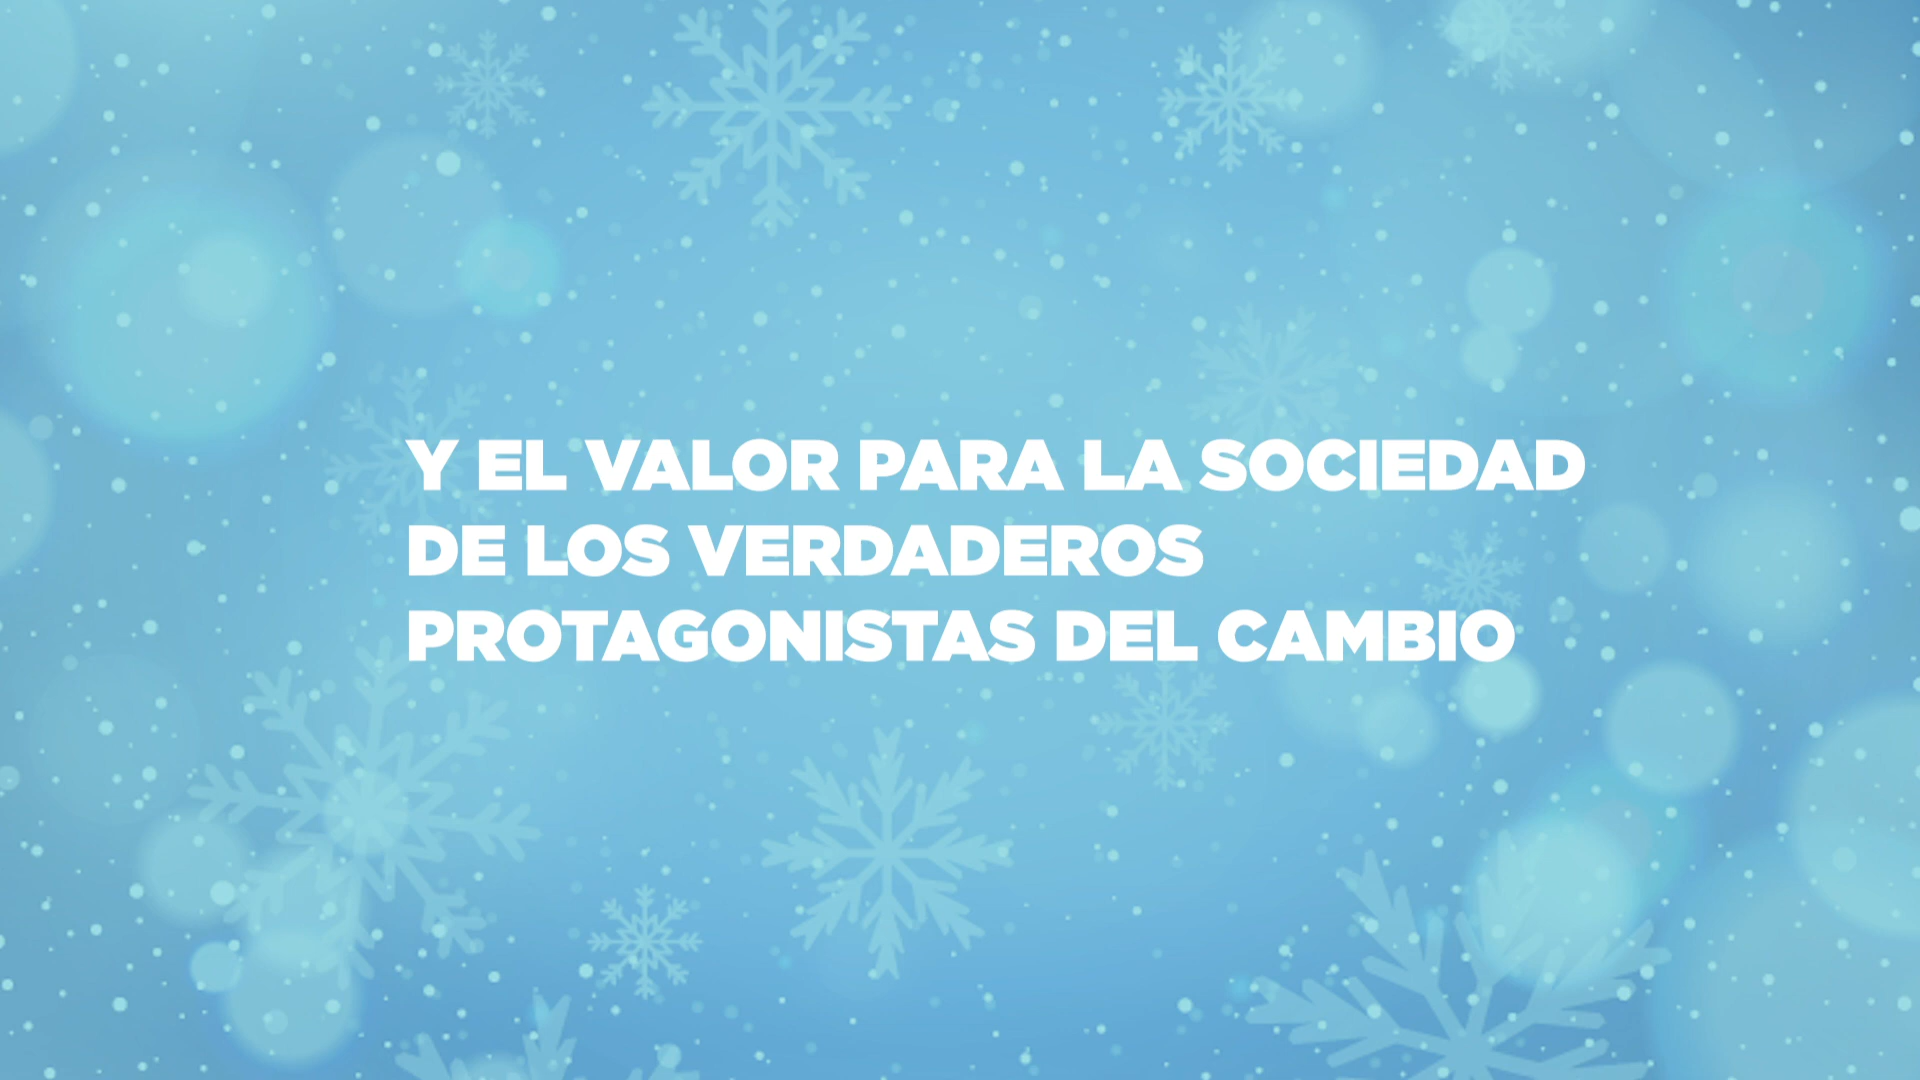 Y EL VALOR PARA LA SOCIEDAD
DE LOS VERDADEROS
PROTAGONISTAS DEL CAMBIO